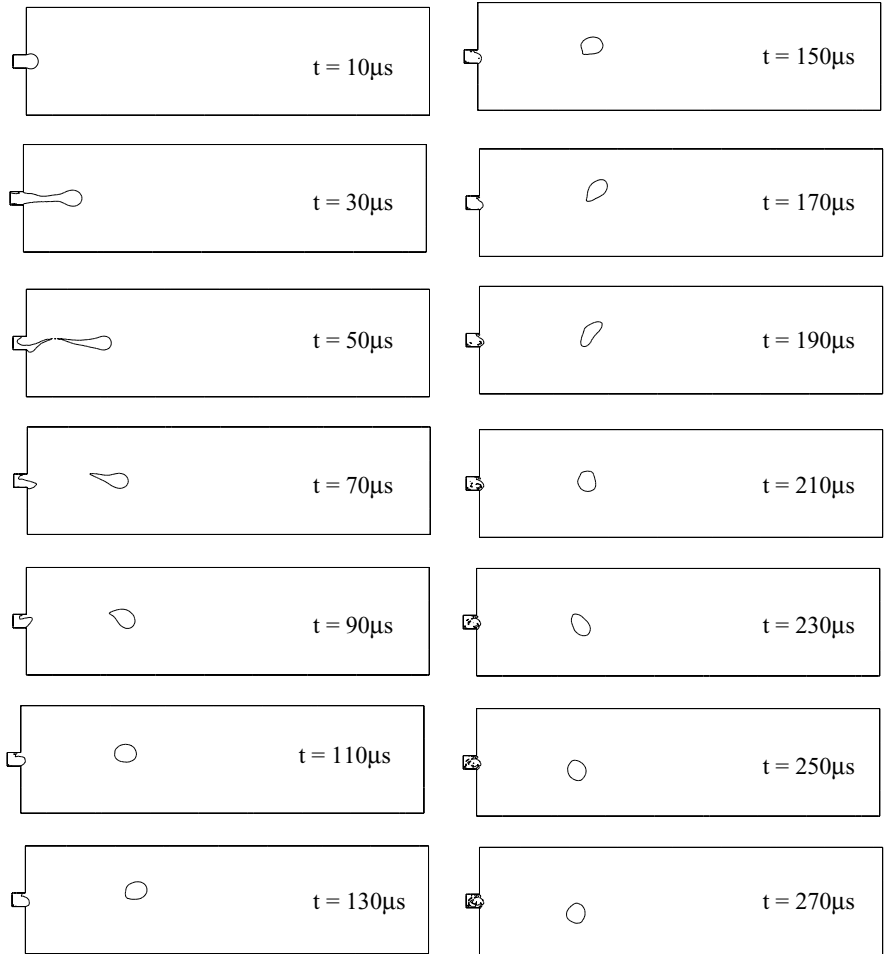 t = 10μs
t = 30μs
t = 50μs
t = 70μs
t = 90μs
t = 110μs
t = 130μs
t = 150μs
t = 170μs
t = 190μs
t = 210μs
t = 230μs
t = 250μs
t = 270μs